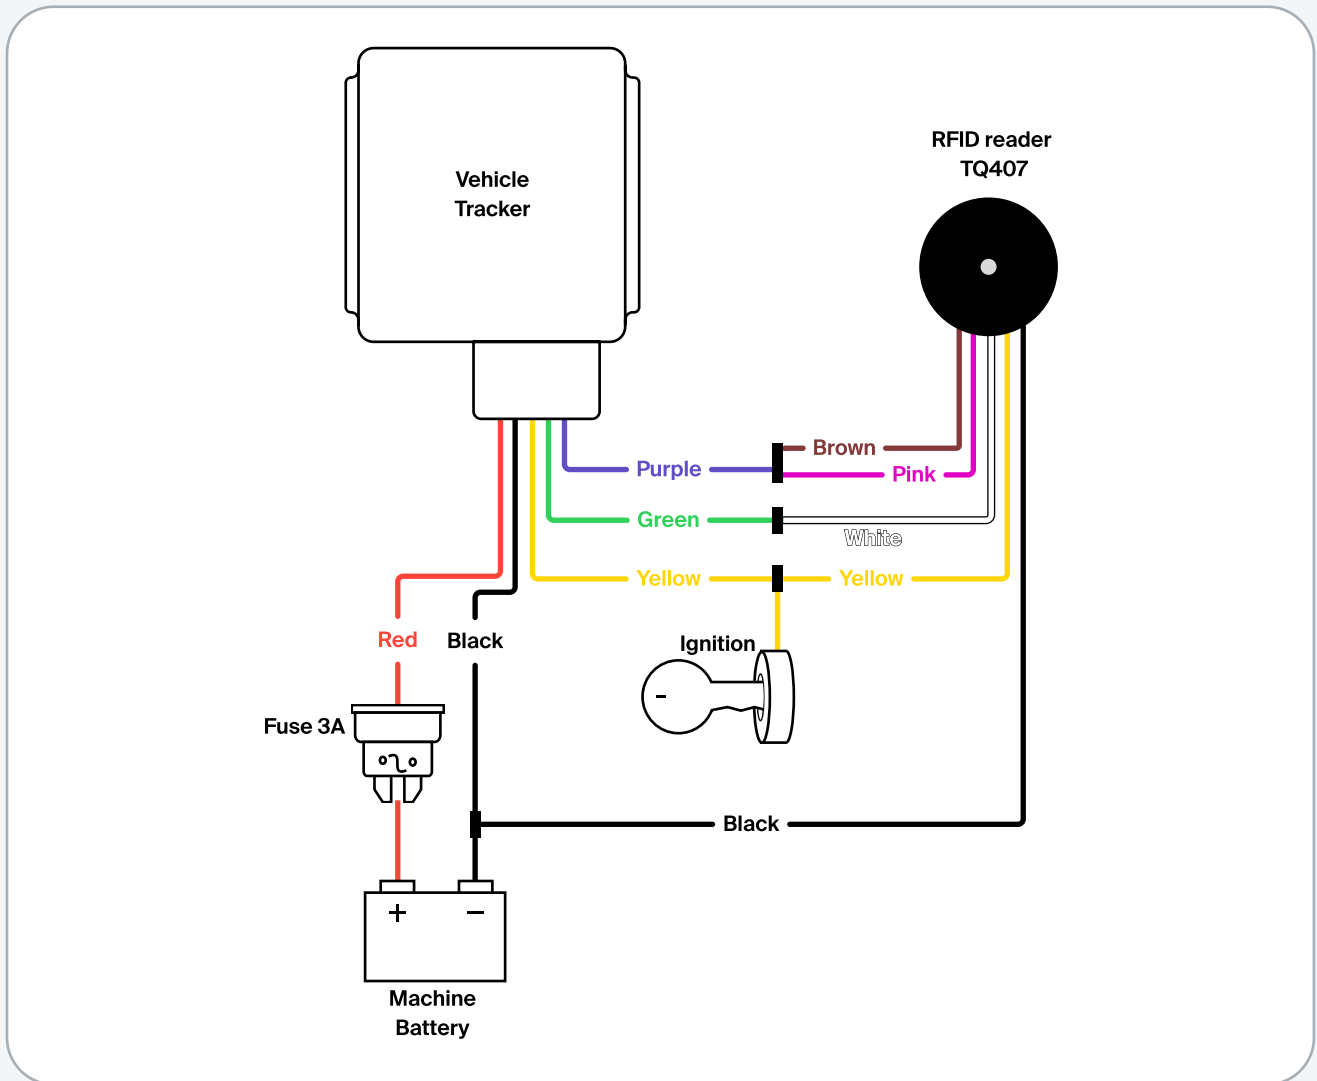 Vehicle
Tracker
RFID reader
TQ407
Brown
Purple
Pink
Green
White
Yellow
Yellow
Red
Black
Ignition
-
Fuse 3A
Black
+
−
Machine
Battery